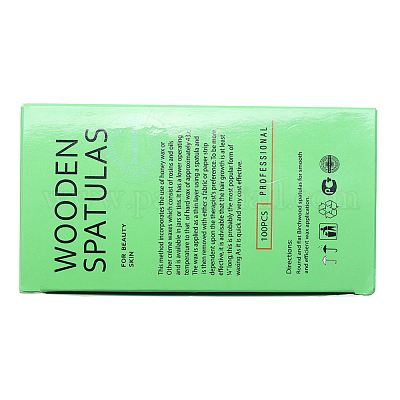 WOODEN
SPATULAS
FOR BEAUTY
SKIN
This method incorporates the use of honey wax or
Other crème waxes which consist of resins and oils
and is available in jars or tins. It has a lower operating
temperature to that of hard wax of approximately 43
The wax is applied as a thin layer using a spatula and
is then removed with either a fabric or paper strip
dependent upon the therapist's preference. To be more
effective, it is advisable that the hair growth is at least
¼" long, this is probably the most popular form of
waxing As it is quick and very cost effective.
100PCS PROFESSIONAL
Directions:
Round and flat Birchwood spatulas for smooth
and efficient wax application.